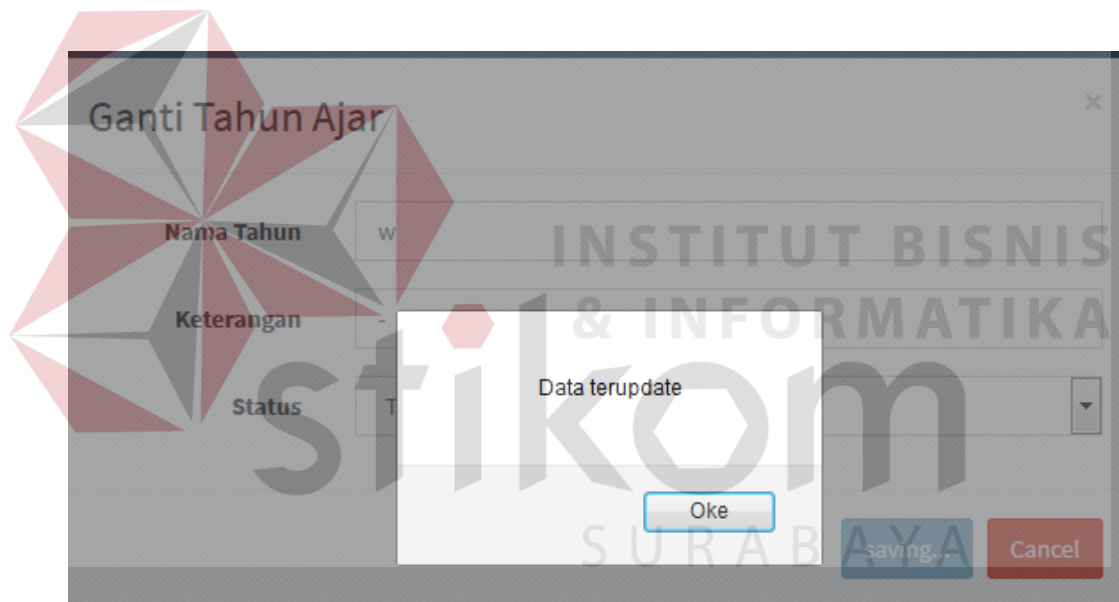 Ganti Tahun Ajar
×
Nama Tahun
w
INSTITUT BISNIS
Keterangan
-
& INFORMATIKA
stikom
Status
T
Data terupdate
Oke
SURABAYA
saving...
Cancel